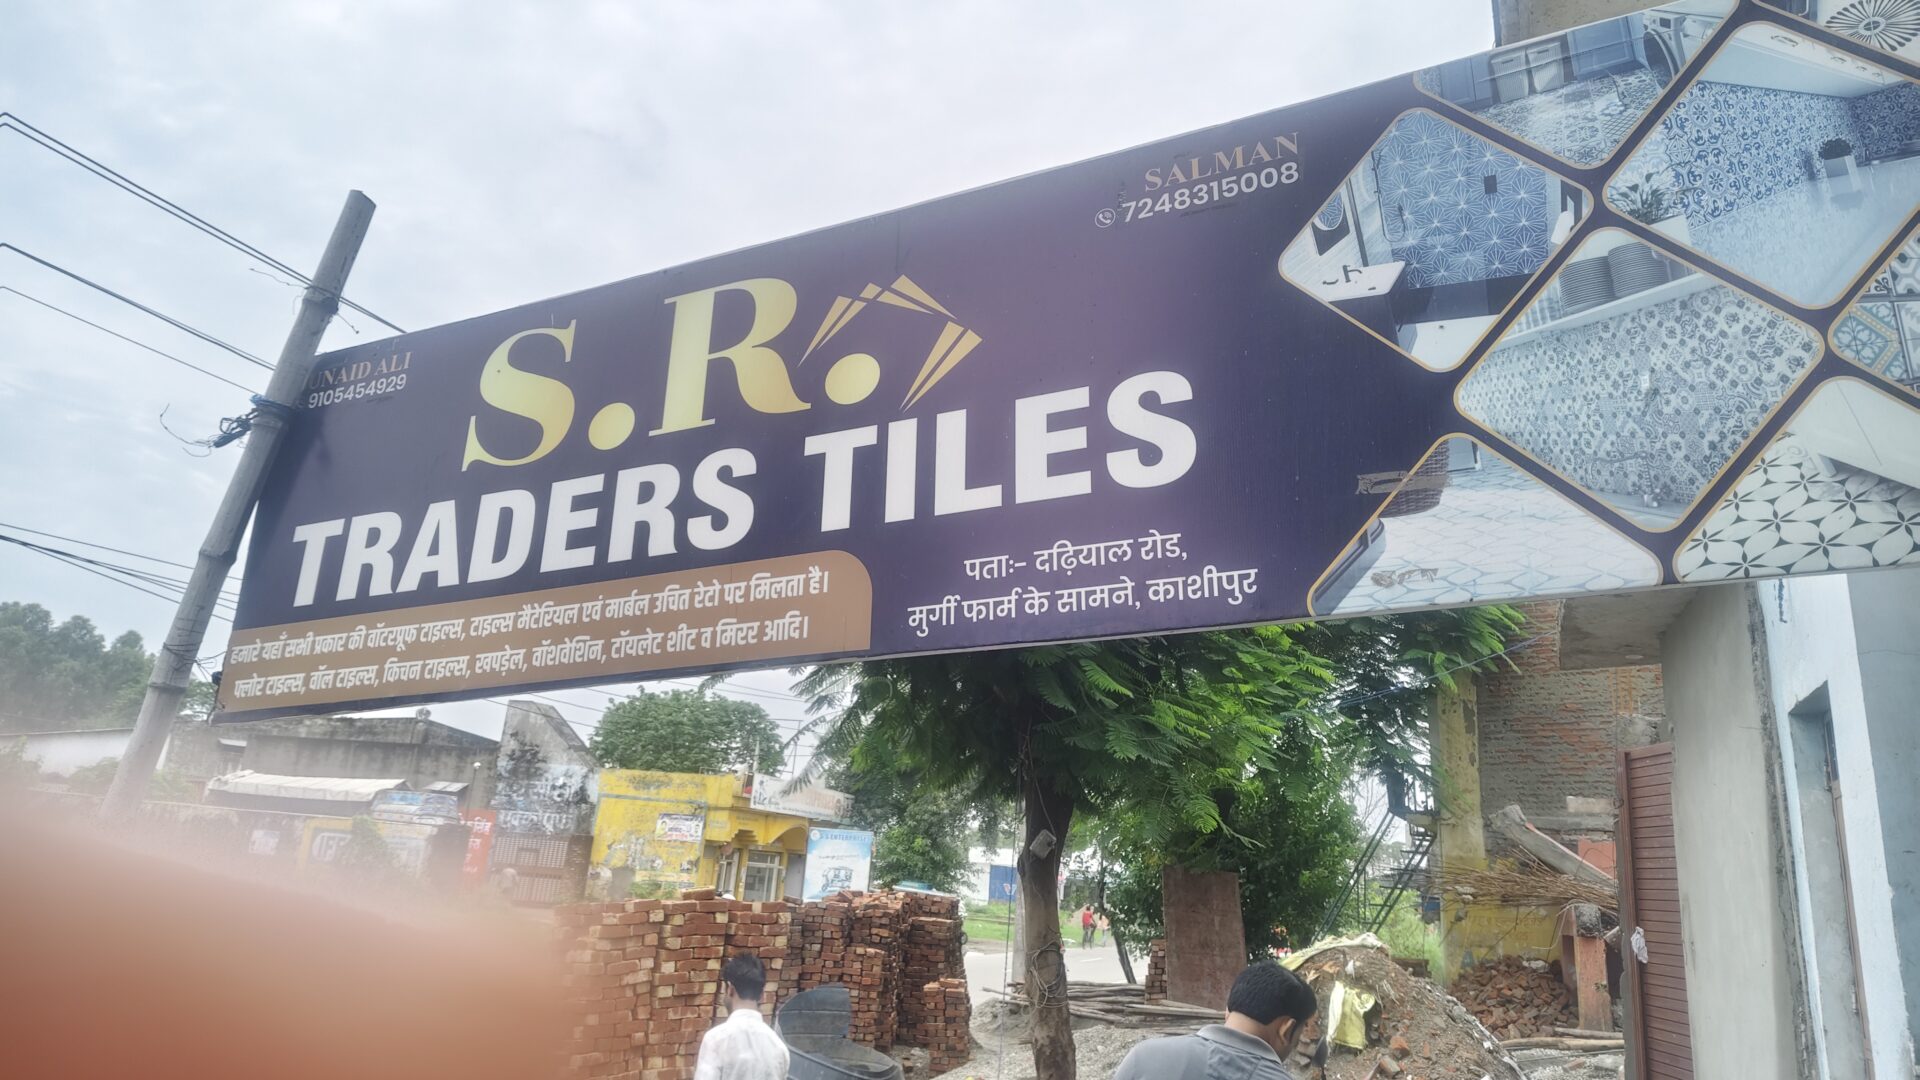 SALMAN
7248315008
UNAID ALI
9105454929
S.R.
TRADERS TILES
हमारे यहाँ सभी प्रकार की वॉटरप्रूफ टाइल्स, टाइल्स मैटेरियल एवं मार्बल उचित रेटो पर मिलता है।
फ्लोर टाइल्स, वॉल टाइल्स, किचन टाइल्स, खपड़ेल, वॉशवेशिन, टॉयलेट शीट व मिरर आदि।
पताः- दढ़ियाल रोड,
मुर्गी फार्म के सामने, काशीपुर